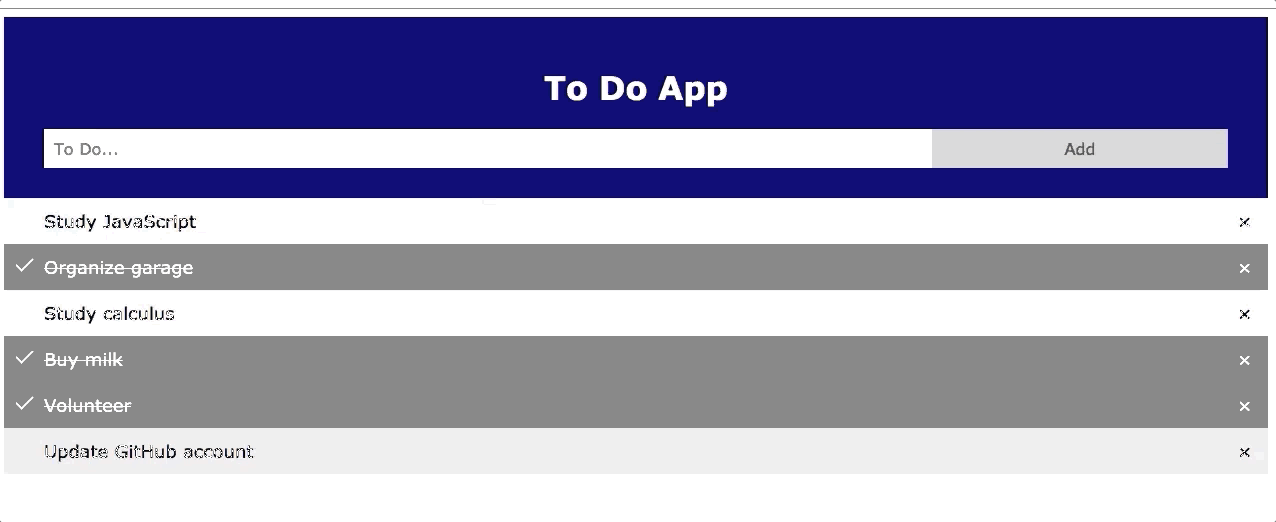 To Do App
To Do... Add
Study JavaScript ×
✓ Organize garage ×
Study calculus ×
✓ Buy milk ×
✓ Volunteer ×
Update GitHub account ×